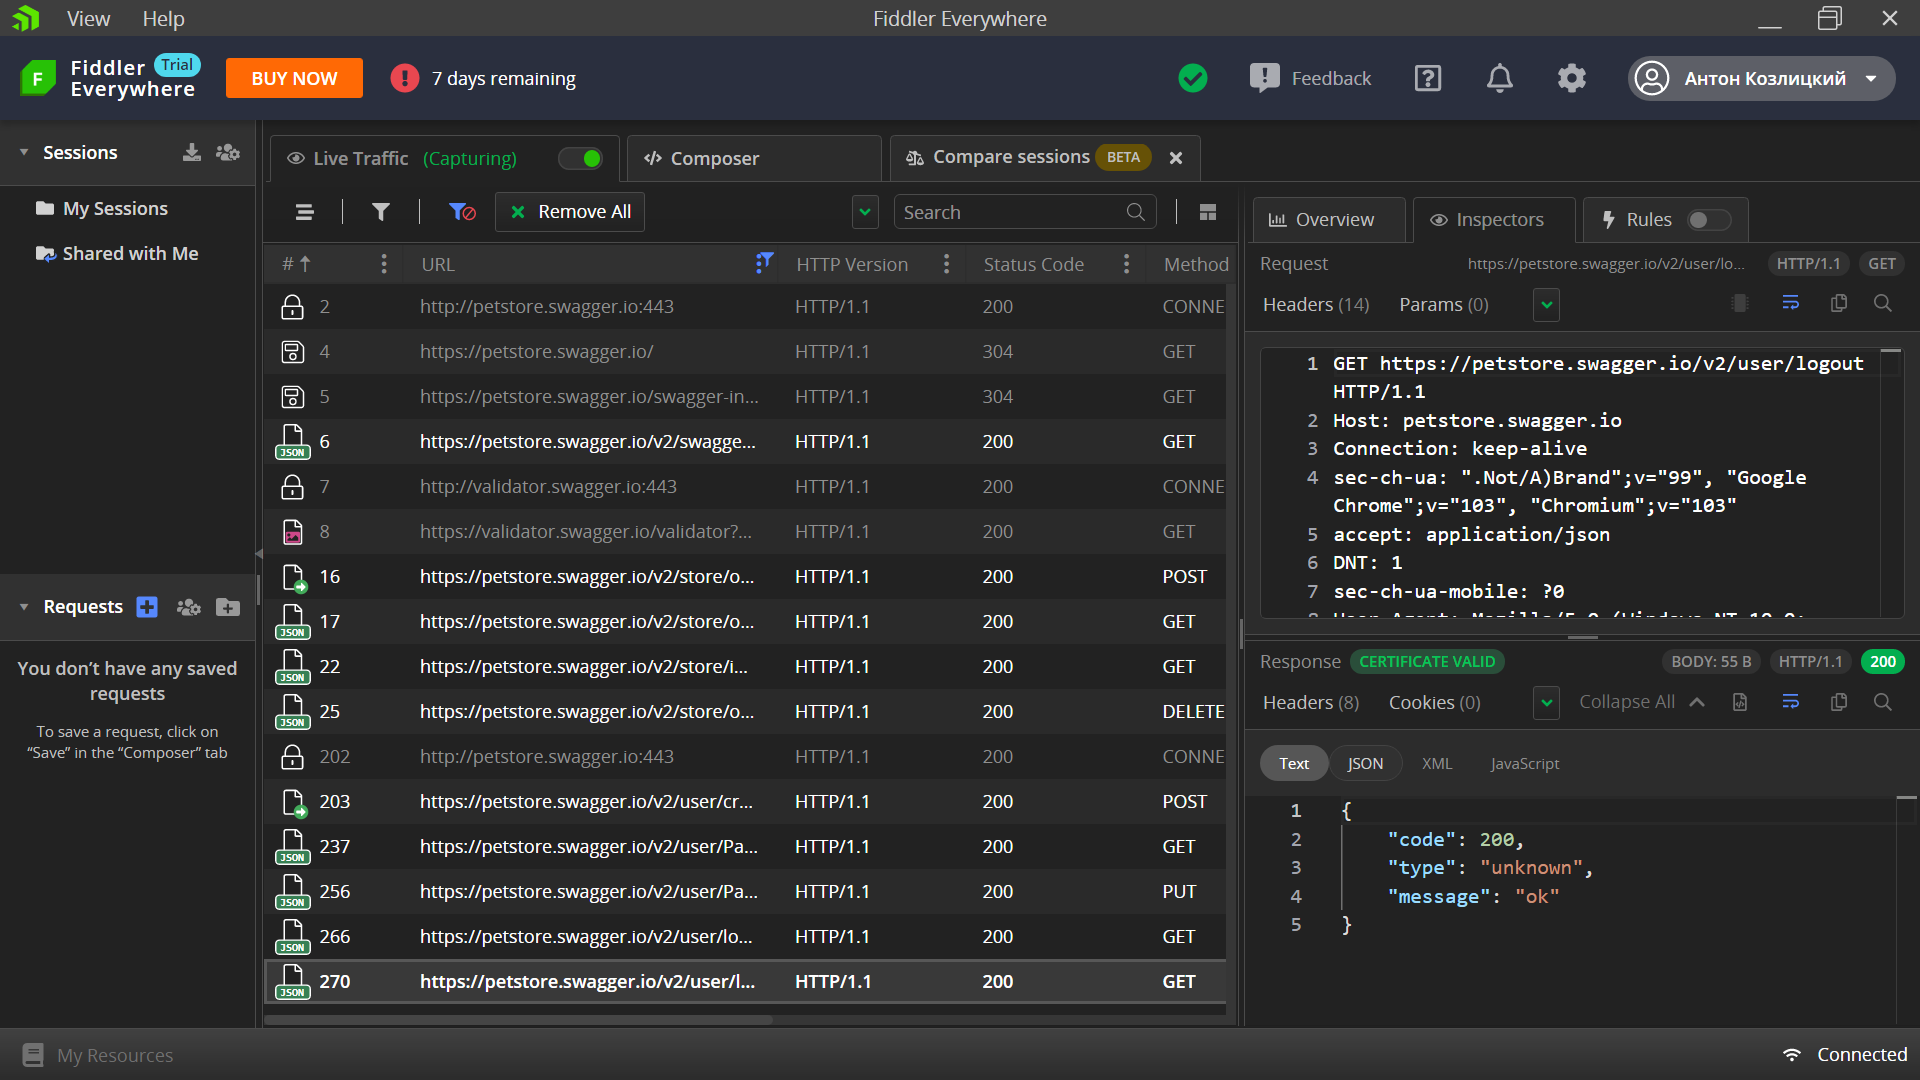 View Help
Fiddler Everywhere
Fiddler Trial
Everywhere
BUY NOW
7 days remaining
Feedback
Антон Козлицкий
Sessions
My Sessions
Shared with Me
Requests
You don’t have any saved
requests
To save a request, click on
“Save” in the “Composer” tab
Live Traffic (Capturing)
Composer
Compare sessions BETA
Remove All
Search
# URL HTTP Version Status Code Method
2 http://petstore.swagger.io:443 HTTP/1.1 200 CONNE
4 https://petstore.swagger.io/ HTTP/1.1 304 GET
5 https://petstore.swagger.io/swagger-in... HTTP/1.1 304 GET
JSON 6 https://petstore.swagger.io/v2/swagge... HTTP/1.1 200 GET
7 http://validator.swagger.io:443 HTTP/1.1 200 CONNE
8 https://validator.swagger.io/validator?... HTTP/1.1 200 GET
16 https://petstore.swagger.io/v2/store/o... HTTP/1.1 200 POST
JSON 17 https://petstore.swagger.io/v2/store/o... HTTP/1.1 200 GET
JSON 22 https://petstore.swagger.io/v2/store/i... HTTP/1.1 200 GET
JSON 25 https://petstore.swagger.io/v2/store/o... HTTP/1.1 200 DELETE
202 http://petstore.swagger.io:443 HTTP/1.1 200 CONNE
203 https://petstore.swagger.io/v2/user/cr... HTTP/1.1 200 POST
JSON 237 https://petstore.swagger.io/v2/user/Pa... HTTP/1.1 200 GET
JSON 256 https://petstore.swagger.io/v2/user/Pa... HTTP/1.1 200 PUT
JSON 266 https://petstore.swagger.io/v2/user/lo... HTTP/1.1 200 GET
JSON 270 https://petstore.swagger.io/v2/user/l... HTTP/1.1 200 GET
Overview
Inspectors
Rules
Request https://petstore.swagger.io/v2/user/lo... HTTP/1.1 GET
Headers (14) Params (0)
1 GET https://petstore.swagger.io/v2/user/logout
HTTP/1.1
2 Host: petstore.swagger.io
3 Connection: keep-alive
4 sec-ch-ua: ".Not/A)Brand";v="99", "Google
Chrome";v="103", "Chromium";v="103"
5 accept: application/json
6 DNT: 1
7 sec-ch-ua-mobile: ?0
8 User-Agent: Mozilla/5.0 (Windows NT 10.0;
Response CERTIFICATE VALID BODY: 55 B HTTP/1.1 200
Headers (8) Cookies (0) Collapse All
Text JSON XML JavaScript
1 {
2 "code": 200,
3 "type": "unknown",
4 "message": "ok"
5 }
My Resources
Connected